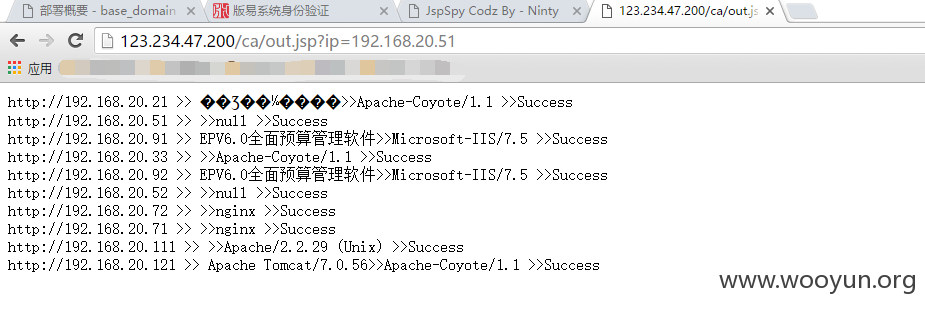 部署概要 - base_domain
版易系统身份验证
JspSpy Codz By - Ninty
123.234.47.200/ca/out.js
123.234.47.200/ca/out.jsp?ip=192.168.20.51
应用
http://192.168.20.21 >> ��Ʒ��¼����>>Apache-Coyote/1.1 >>Success
http://192.168.20.51 >> >>null >>Success
http://192.168.20.91 >> EPV6.0全面预算管理软件>>Microsoft-IIS/7.5 >>Success
http://192.168.20.33 >> >>Apache-Coyote/1.1 >>Success
http://192.168.20.92 >> EPV6.0全面预算管理软件>>Microsoft-IIS/7.5 >>Success
http://192.168.20.52 >> >>null >>Success
http://192.168.20.72 >> >>nginx >>Success
http://192.168.20.71 >> >>nginx >>Success
http://192.168.20.111 >> >>Apache/2.2.29 (Unix) >>Success
http://192.168.20.121 >> Apache Tomcat/7.0.56>>Apache-Coyote/1.1 >>Success
www.wooyun.org